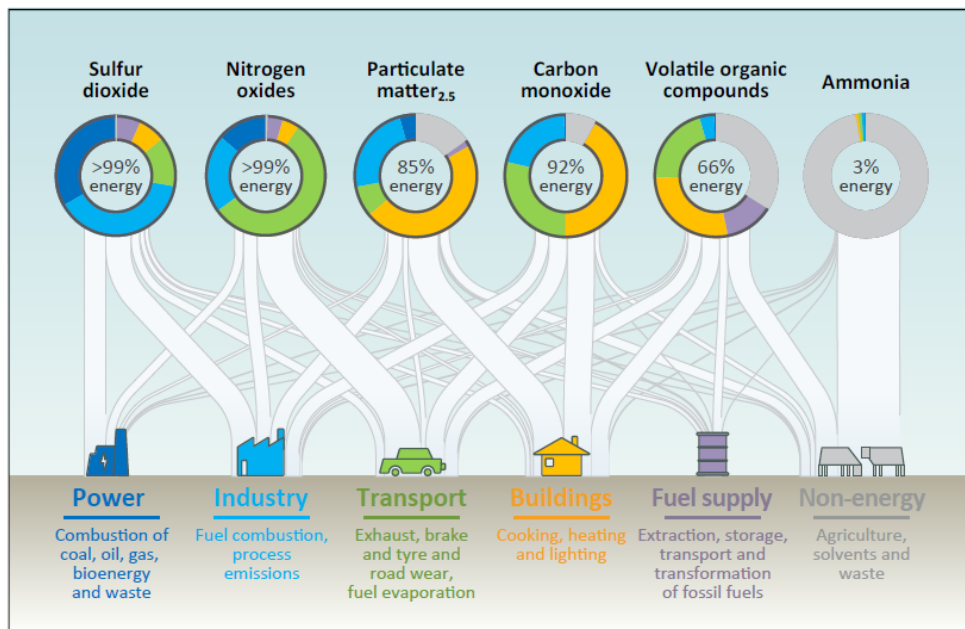 Sulfur
dioxide
Nitrogen
oxides
Particulate
matter2.5
Carbon
monoxide
Volatile organic
compounds
Ammonia
>99%
energy
>99%
energy
85%
energy
92%
energy
66%
energy
3%
energy
Power
Combustion of
coal, oil, gas,
bioenergy
and waste
Industry
Fuel combustion,
process
emissions
Transport
Exhaust, brake
and tyre and
road wear,
fuel evaporation
Buildings
Cooking, heating
and lighting
Fuel supply
Extraction, storage,
transport and
transformation
of fossil fuels
Non-energy
Agriculture,
solvents and
waste